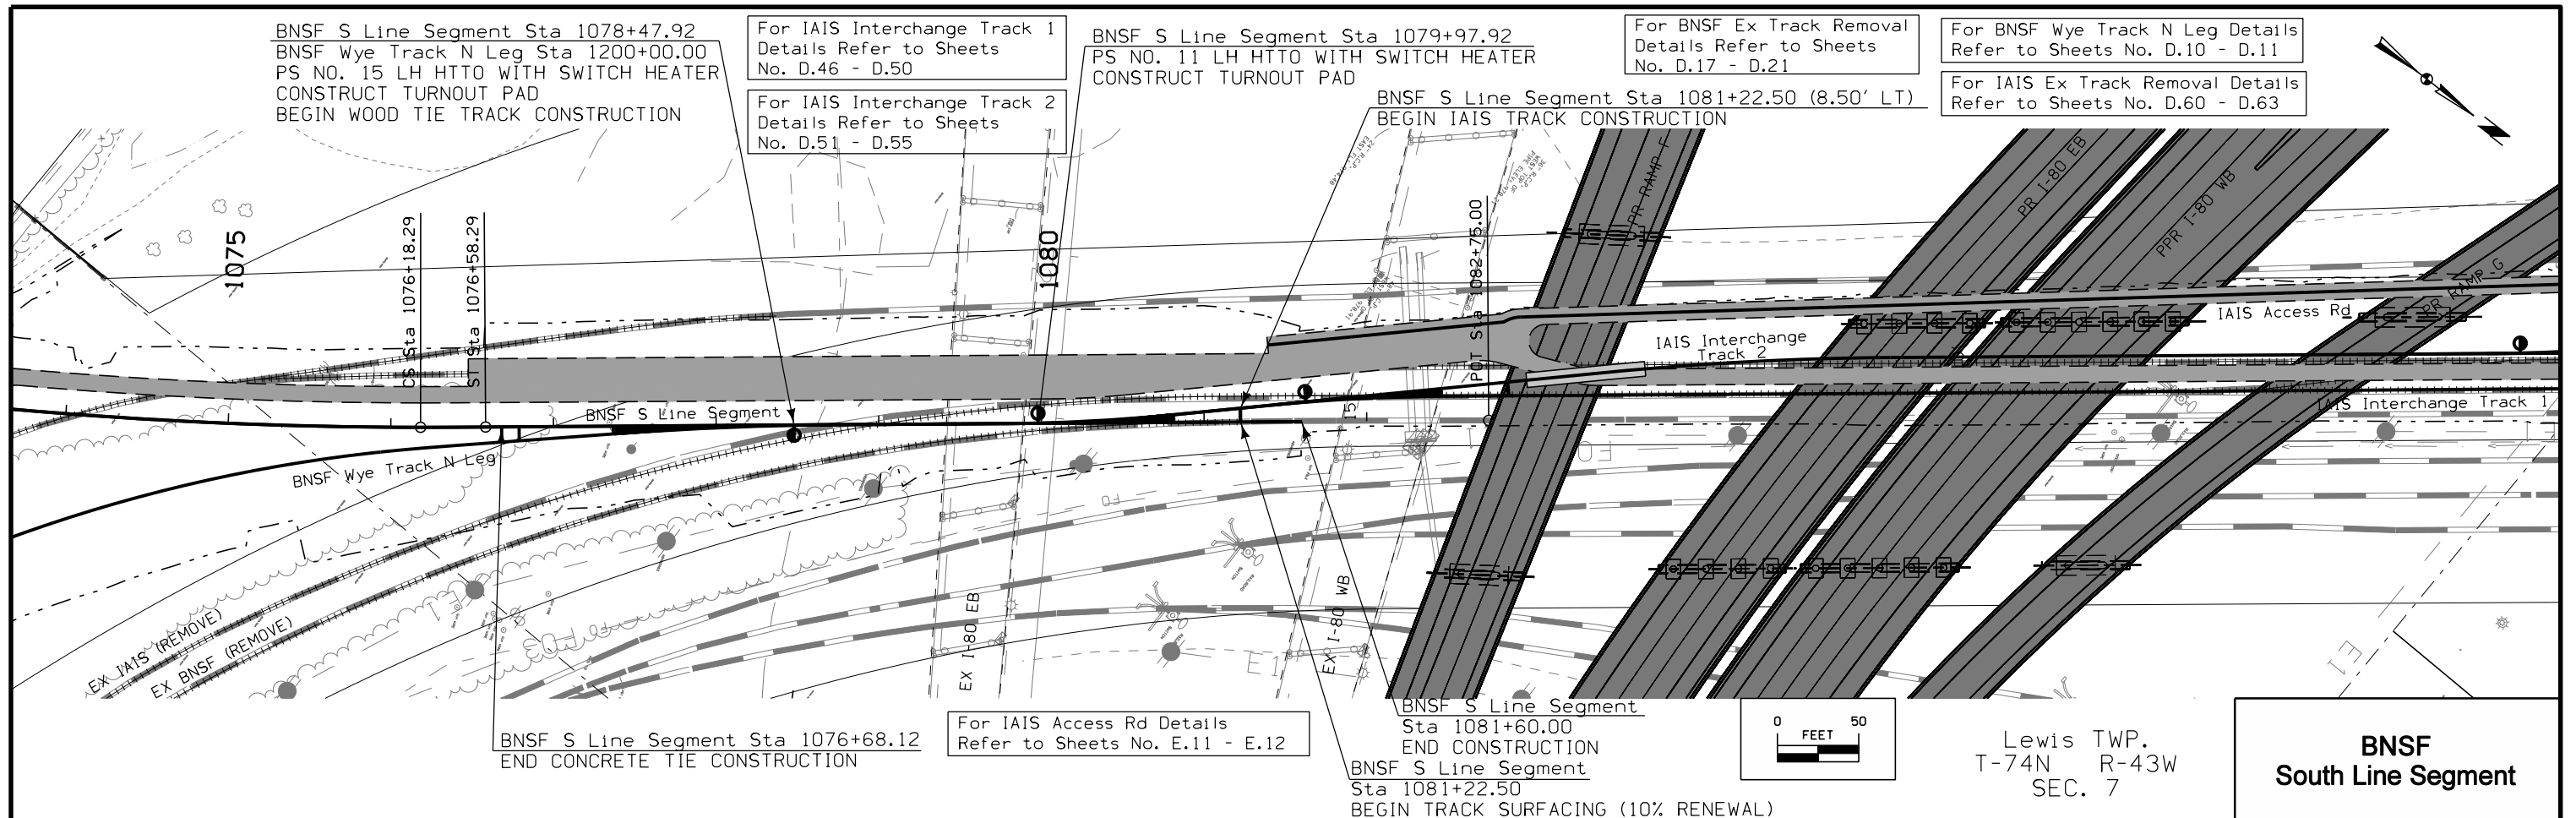 BNSF S Line Segment Sta 1078+47.92
BNSF Wye Track N Leg Sta 1200+00.00
PS NO. 15 LH HTTO WITH SWITCH HEATER
CONSTRUCT TURNOUT PAD
BEGIN WOOD TIE TRACK CONSTRUCTION
For IAIS Interchange Track 1
Details Refer to Sheets
No. D.46 - D.50
For IAIS Interchange Track 2
Details Refer to Sheets
No. D.51 - D.55
BNSF S Line Segment Sta 1079+97.92
PS NO. 11 LH HTTO WITH SWITCH HEATER
CONSTRUCT TURNOUT PAD
BNSF S Line Segment Sta 1081+22.50 (8.50' LT)
BEGIN IAIS TRACK CONSTRUCTION
For BNSF Ex Track Removal
Details Refer to Sheets
No. D.17 - D.21
For BNSF Wye Track N Leg Details
Refer to Sheets No. D.10 - D.11
For IAIS Ex Track Removal Details
Refer to Sheets No. D.60 - D.63
N
1075
CS Sta 1076+18.29
ST Sta 1076+58.29
1080
POT Sta 1082+75.00
PR RAMP F
PR I-80 EB
PPR I-80 WB
PR RAMP G
IAIS Access Rd
IAIS Interchange
Track 2
IAIS Interchange Track 1
BNSF S Line Segment
BNSF Wye Track N Leg
15
FO
E1
E1
E1
EX IAIS (REMOVE)
EX BNSF (REMOVE)
EX I-80 EB
EX I-80 WB
BNSF S Line Segment Sta 1076+68.12
END CONCRETE TIE CONSTRUCTION
For IAIS Access Rd Details
Refer to Sheets No. E.11 - E.12
BNSF S Line Segment
Sta 1081+60.00
END CONSTRUCTION
BNSF S Line Segment
Sta 1081+22.50
BEGIN TRACK SURFACING (10% RENEWAL)
0 50
FEET
Lewis TWP.
T-74N R-43W
SEC. 7
BNSF
South Line Segment